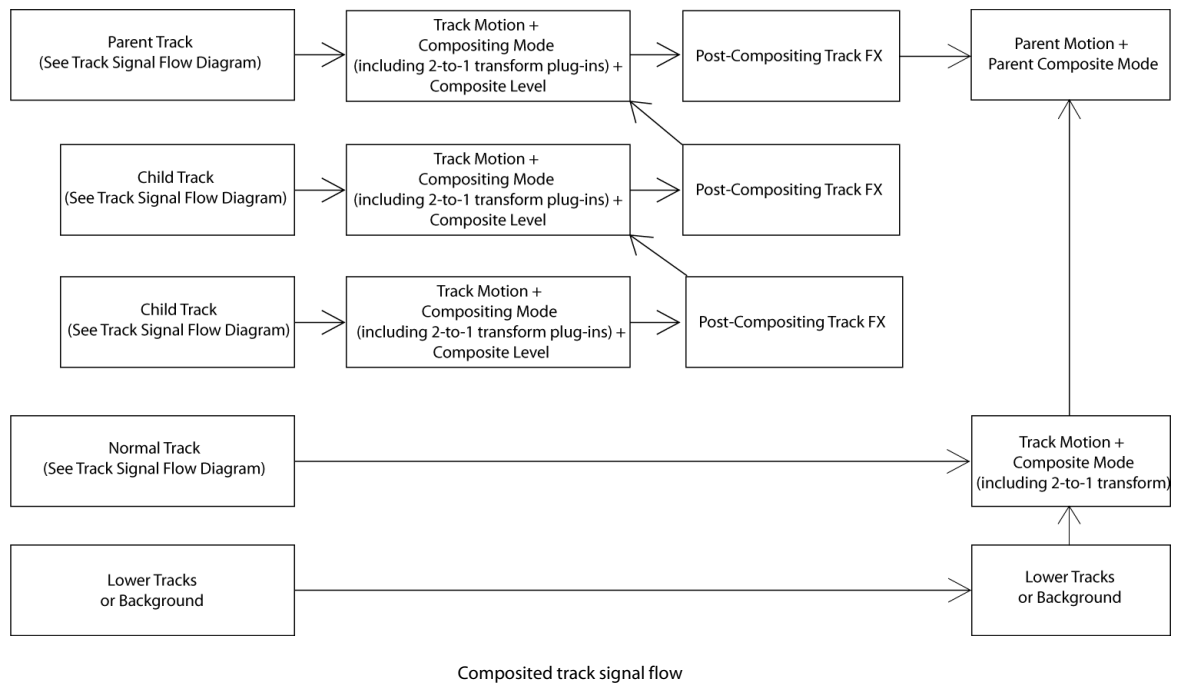 Parent Track
(See Track Signal Flow Diagram)
Track Motion +
Compositing Mode
(including 2-to-1 transform plug-ins) +
Composite Level
Post-Compositing Track FX
Parent Motion +
Parent Composite Mode
Child Track
(See Track Signal Flow Diagram)
Track Motion +
Compositing Mode
(including 2-to-1 transform plug-ins) +
Composite Level
Post-Compositing Track FX
Child Track
(See Track Signal Flow Diagram)
Track Motion +
Compositing Mode
(including 2-to-1 transform plug-ins) +
Composite Level
Post-Compositing Track FX
Normal Track
(See Track Signal Flow Diagram)
Track Motion +
Composite Mode
(including 2-to-1 transform)
Lower Tracks
or Background
Lower Tracks
or Background
Composited track signal flow